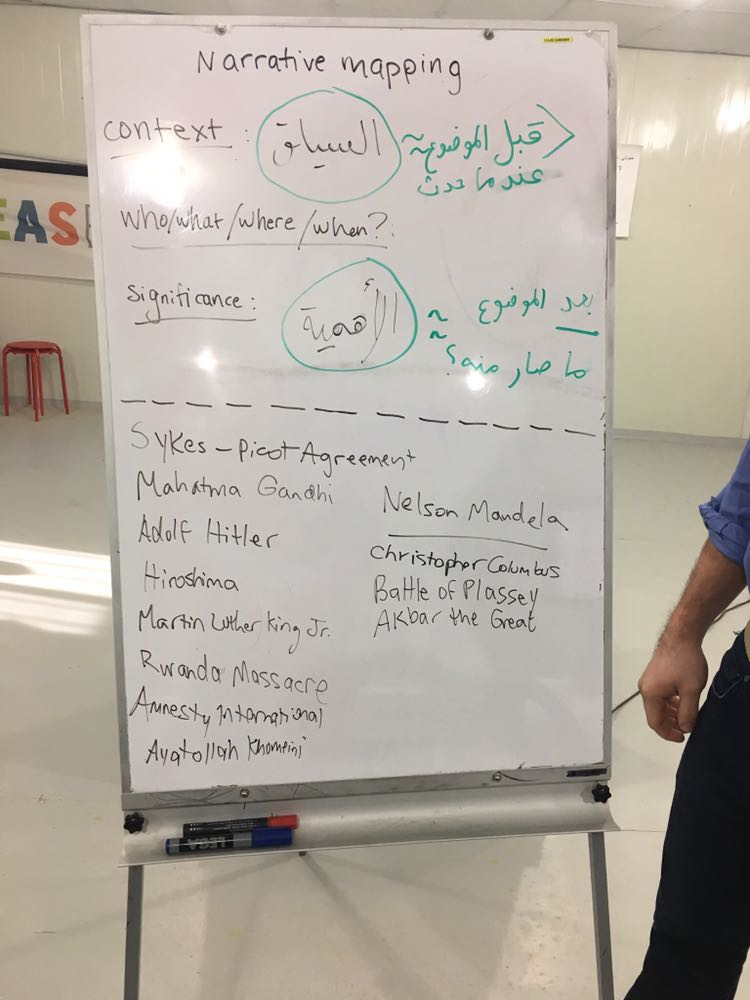 Narrative mapping
context : السياق ~ قبل الموضوع
عندما حدث
who/what/where/when?
significance : الأهمية ~ بعد الموضوع
~ ما صار منه؟
Sykes - Picot Agreement
Mahatma Gandhi
Adolf Hitler
Hiroshima
Martin Luther King Jr.
Rwanda Massacre
Amnesty International
Ayatollah Khomeini
Nelson Mandela
Christopher Columbus
Battle of Plassey
Akbar the Great
EAS
LEGA